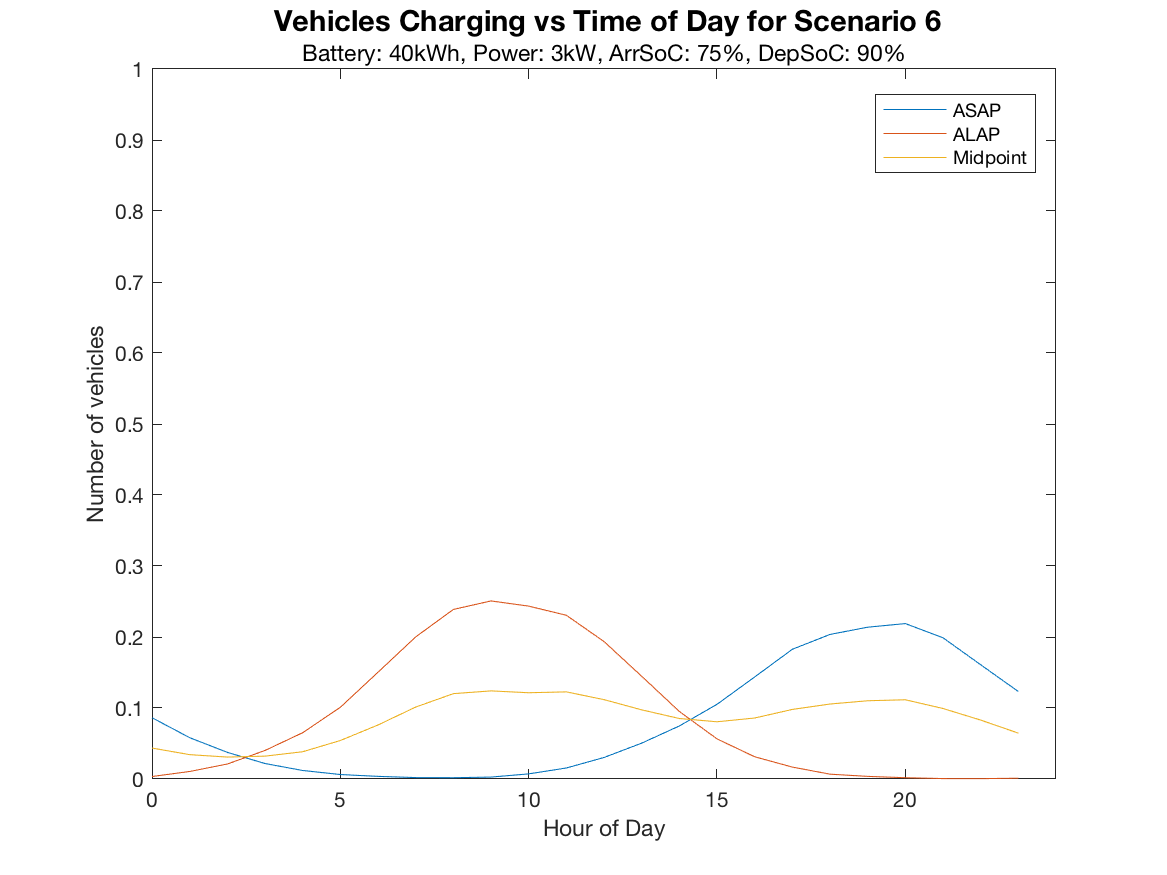 Vehicles Charging vs Time of Day for Scenario 6
Battery: 40kWh, Power: 3kW, ArrSoC: 75%, DepSoC: 90%
1
0.9
0.8
0.7
0.6
0.5
0.4
0.3
0.2
0.1
0
Number of vehicles
ASAP
ALAP
Midpoint
0 5 10 15 20
Hour of Day